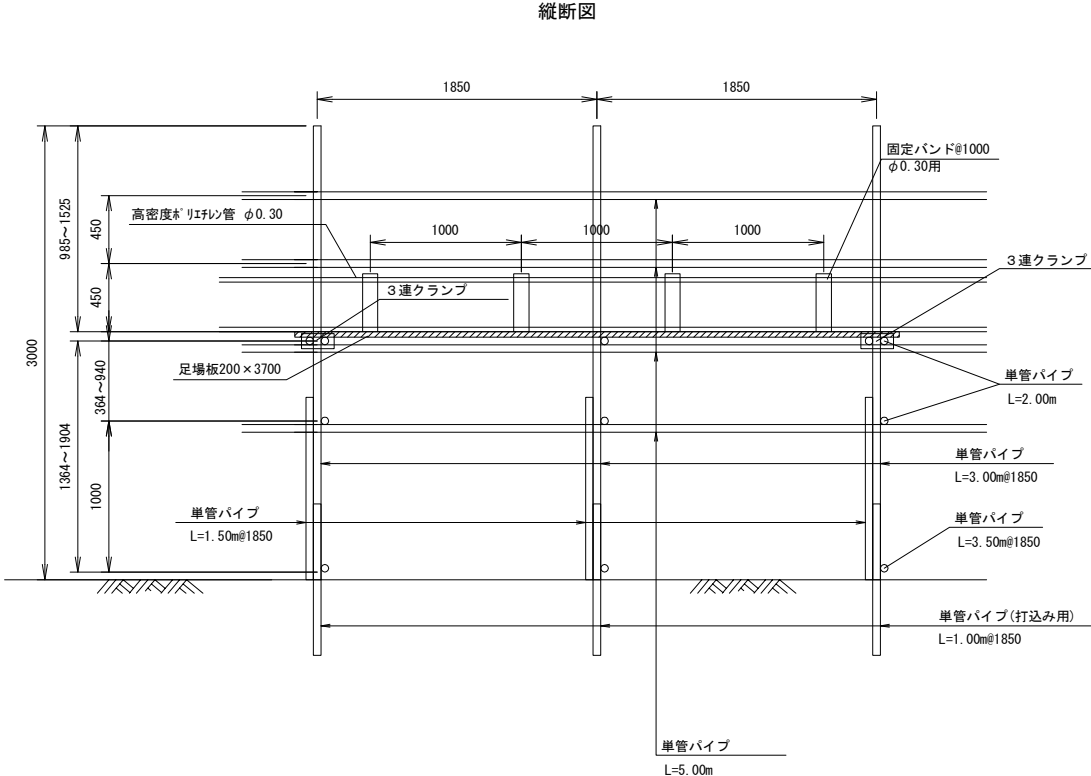 縦断図
1850
1850
固定バンド@1000
φ0.30用
高密度ﾎﾟﾘｴﾁﾚﾝ管 φ0.30
1000
1000
1000
3連クランプ
3連クランプ
足場板200×3700
単管パイプ
L=2.00m
単管パイプ
L=3.00m@1850
単管パイプ
L=1.50m@1850
単管パイプ
L=3.50m@1850
単管パイプ(打込み用)
L=1.00m@1850
単管パイプ
L=5.00m
3000
985~1525
1364~1904
450
450
364~940
1000